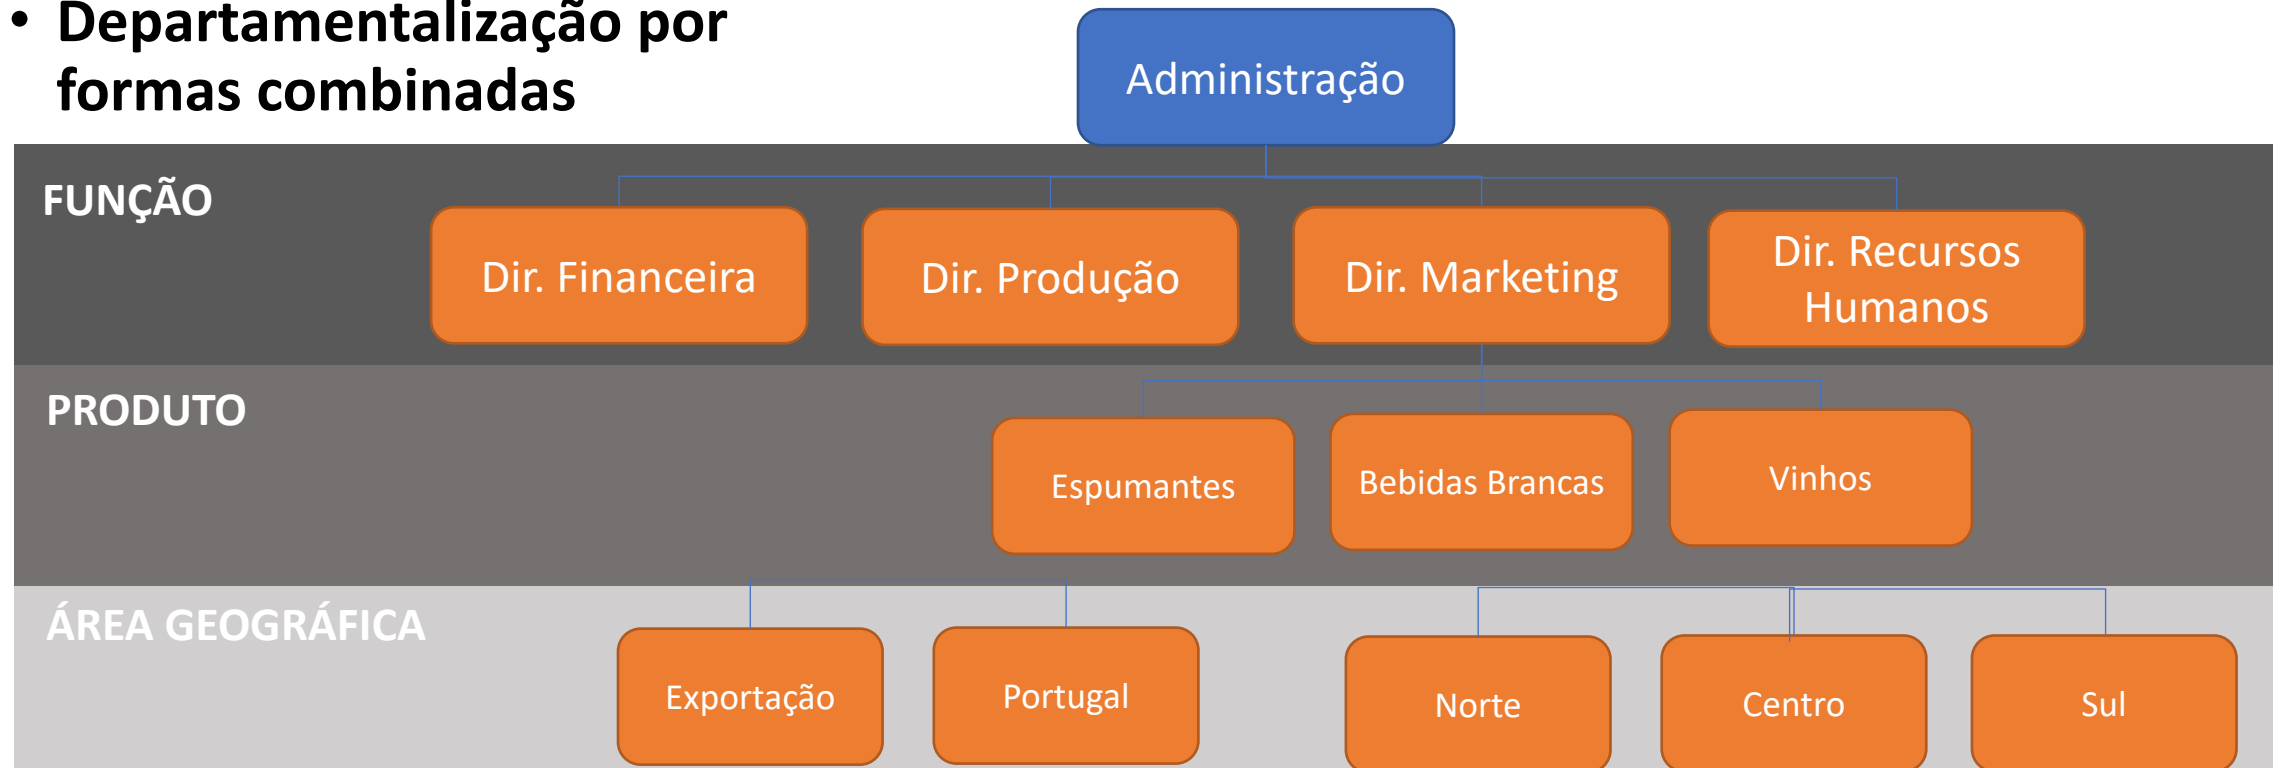 • Departamentalização por
formas combinadas
Administração
FUNÇÃO
Dir. Financeira
Dir. Produção
Dir. Marketing
Dir. Recursos
Humanos
PRODUTO
Espumantes
Bebidas Brancas
Vinhos
ÁREA GEOGRÁFICA
Exportação
Portugal
Norte
Centro
Sul